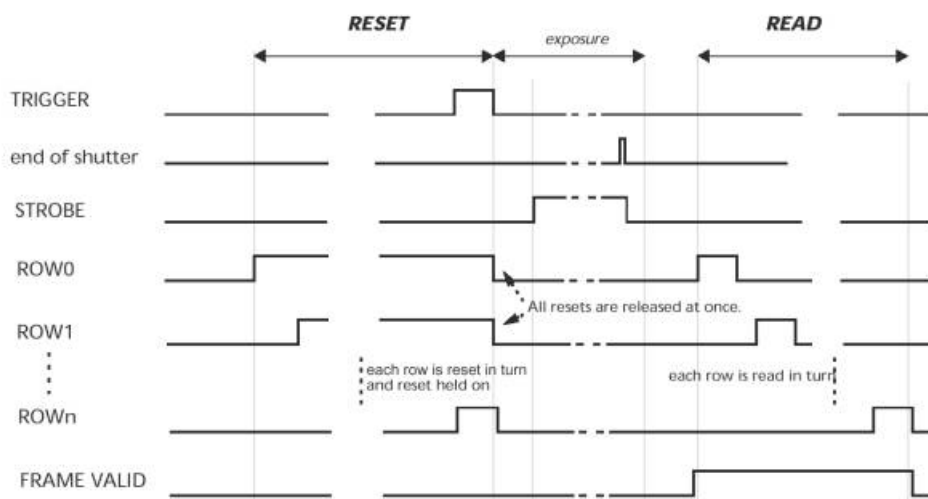 RESET
exposure
READ
TRIGGER
end of shutter
STROBE
ROW0
All resets are released at once.
ROW1
each row is reset in turn
and reset held on
each row is read in turn
ROWn
FRAME VALID